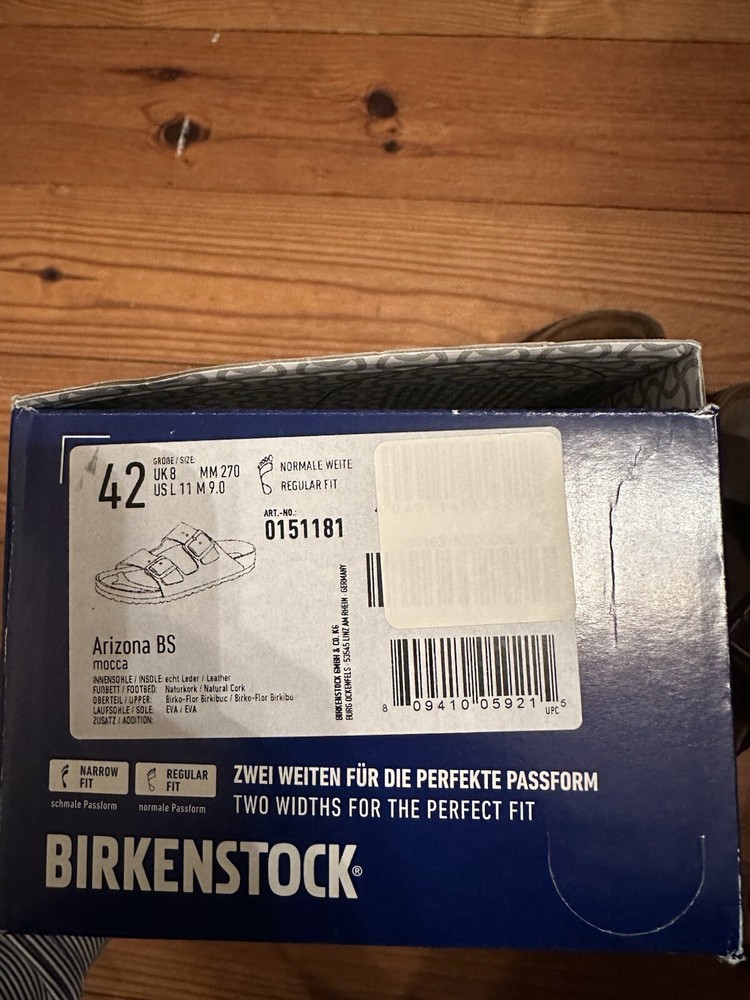 42
GRÖßE / SIZE:
UK 8 MM 270
US L 11 M 9.0
NORMALE WEITE
REGULAR FIT
ART.-NO.:
0151181
Arizona BS
mocca
INNENSOHLE / INSOLE: echt Leder / Leather
FUßBETT / FOOTBED: Naturkork / Natural Cork
OBERTEIL / UPPER: Birko-Flor Birkibuc / Birko-Flor Birkibu
LAUFSOHLE / SOLE: EVA / EVA
ZUSATZ / ADDITION:
BIRKENSTOCK GMBH & CO. KG
BURG OCKENFELS · 53545 LINZ AM RHEIN · GERMANY
8 09410 05921 5
UPC
NARROW
FIT
schmale Passform
REGULAR
FIT
normale Passform
ZWEI WEITEN FÜR DIE PERFEKTE PASSFORM
TWO WIDTHS FOR THE PERFECT FIT
BIRKENSTOCK®